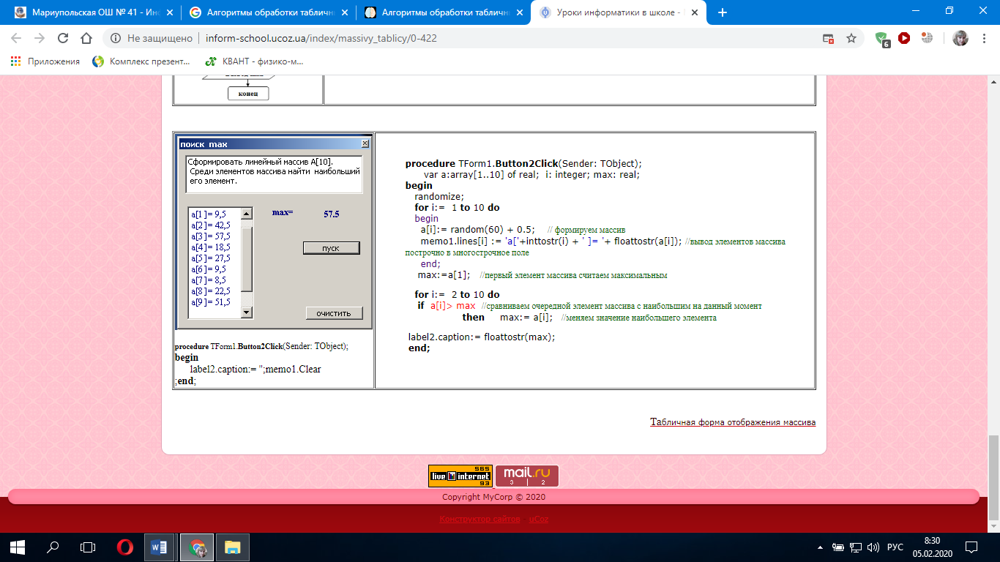 Мариупольская ОШ № 41 - Ин
Алгоритмы обработки табличн
Алгоритмы обработки табличн
Уроки информатики в школе -
Не защищено
inform-school.ucoz.ua/index/massivy_tablicy/0-422
6
Приложения
Комплекс презент...
КВАНТ - физико-м...
конец
поиск max
Сформировать линейный массив A[10].
Среди элементов массива найти наибольший
его элемент.
a[1]= 9,5
a[2]= 42,5
a[3]= 57,5
a[4]= 18,5
a[5]= 27,5
a[6]= 9,5
a[7]= 8,5
a[8]= 22,5
a[9]= 51,5
max= 57.5
пуск
очистить
procedure TForm1.Button2Click(Sender: TObject);
begin
label2.caption:= '';memo1.Clear
;end;
procedure TForm1.Button2Click(Sender: TObject);
var a:array[1..10] of real; i: integer; max: real;
begin
randomize;
for i:= 1 to 10 do
begin
a[i]:= random(60) + 0.5; // формируем массив
memo1.lines[i] := 'a['+inttostr(i) + ' ]= '+ floattostr(a[i]); //вывод элементов массива
построчно в многострочное поле
end;
max:=a[1]; //первый элемент массива считаем максимальным
for i:= 2 to 10 do
if a[i]> max //сравниваем очередной элемент массива с наибольшим на данный момент
then max:= a[i]; //меняем значение наибольшего элемента
label2.caption:= floattostr(max);
end;
Табличная форма отображения массива
565
live internet
93
mail.ru
3 | 2
Copyright MyCorp © 2020
Конструктор сайтов - uCoz
РУС
8:30
05.02.2020